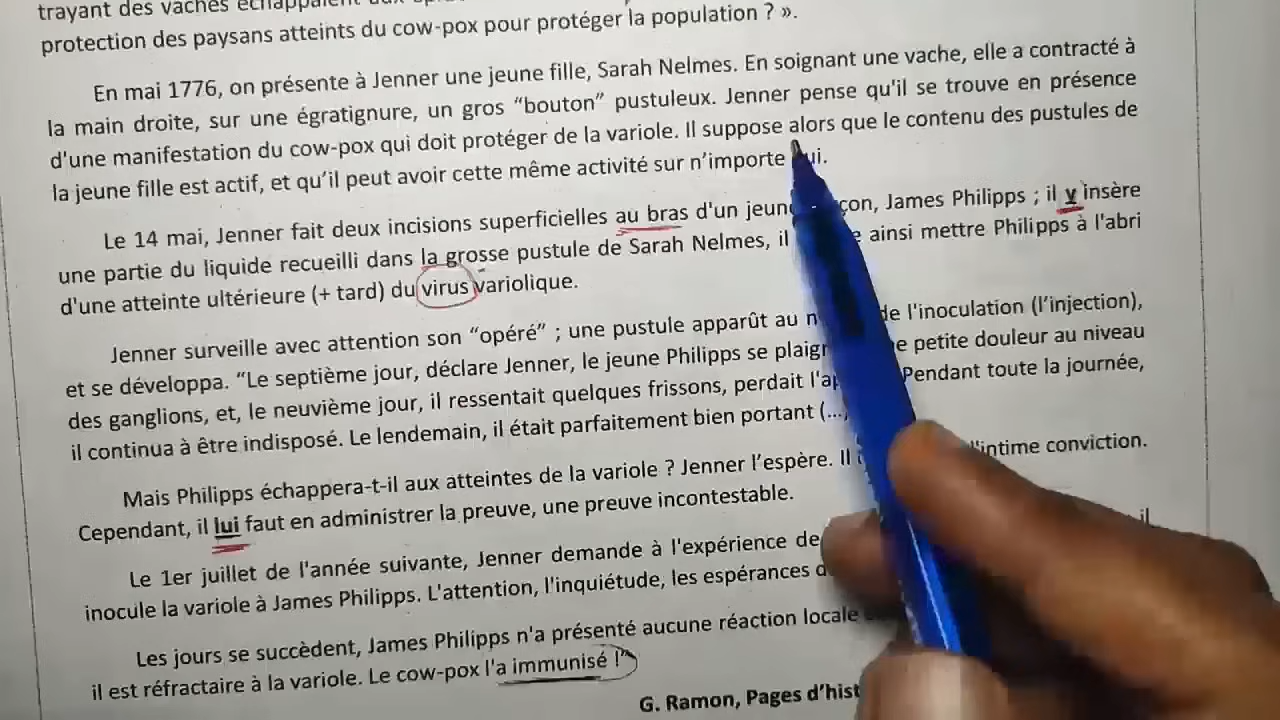 trayant des vaches échappaient aux
protection des paysans atteints du cow-pox pour protéger la population ? ».
En mai 1776, on présente à Jenner une jeune fille, Sarah Nelmes. En soignant une vache, elle a contracté à
la main droite, sur une égratignure, un gros “bouton” pustuleux. Jenner pense qu'il se trouve en présence
d'une manifestation du cow-pox qui doit protéger de la variole. Il suppose alors que le contenu des pustules de
la jeune fille est actif, et qu’il peut avoir cette même activité sur n’importe ui.
Le 14 mai, Jenner fait deux incisions superficielles au bras d'un jeun çon, James Philipps ; il y insère
une partie du liquide recueilli dans la grosse pustule de Sarah Nelmes, il e ainsi mettre Philipps à l'abri
d'une atteinte ultérieure (+ tard) du virus variolique.
Jenner surveille avec attention son “opéré” ; une pustule apparût au n de l'inoculation (l’injection),
et se développa. “Le septième jour, déclare Jenner, le jeune Philipps se plaign e petite douleur au niveau
des ganglions, et, le neuvième jour, il ressentait quelques frissons, perdait l'ap Pendant toute la journée,
il continua à être indisposé. Le lendemain, il était parfaitement bien portant (...)
Mais Philipps échappera-t-il aux atteintes de la variole ? Jenner l’espère. Il l'intime conviction.
Cependant, il lui faut en administrer la preuve, une preuve incontestable.
Le 1er juillet de l'année suivante, Jenner demande à l'expérience de il
inocule la variole à James Philipps. L'attention, l'inquiétude, les espérances d
Les jours se succèdent, James Philipps n'a présenté aucune réaction locale
il est réfractaire à la variole. Le cow-pox l'a immunisé !”
G. Ramon, Pages d’hist